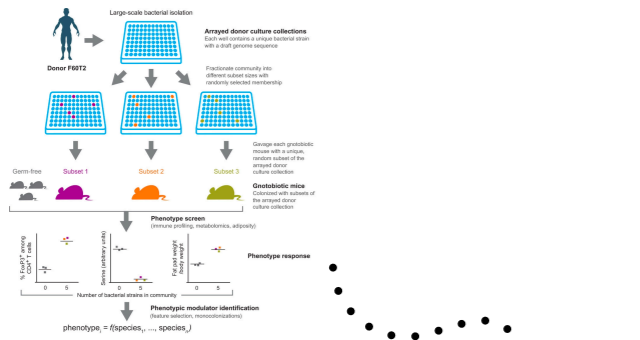 Large-scale bacterial isolation
Arrayed donor culture collections
Each well contains a unique bacterial strain
with a draft genome sequence
Donor F60T2
Fractionate community into
different subset sizes with
randomly selected membership
Gavage each gnotobiotic
mouse with a unique,
random subset of the
arrayed donor
culture collection
Germ-free
Subset 1
Subset 2
Subset 3
Gnotobiotic mice
Colonized with subsets of
the arrayed donor
culture collection
Phenotype screen
(immune profiling, metabolomics, adiposity)
% FoxP3⁺ among
CD4⁺ T cells
0 5
Serine (arbitrary units)
0 5
Fat pad weight
/body weight
0 5
Phenotype response
Number of bacterial strains in community
Phenotypic modulator identification
(feature selection, monocolonizations)